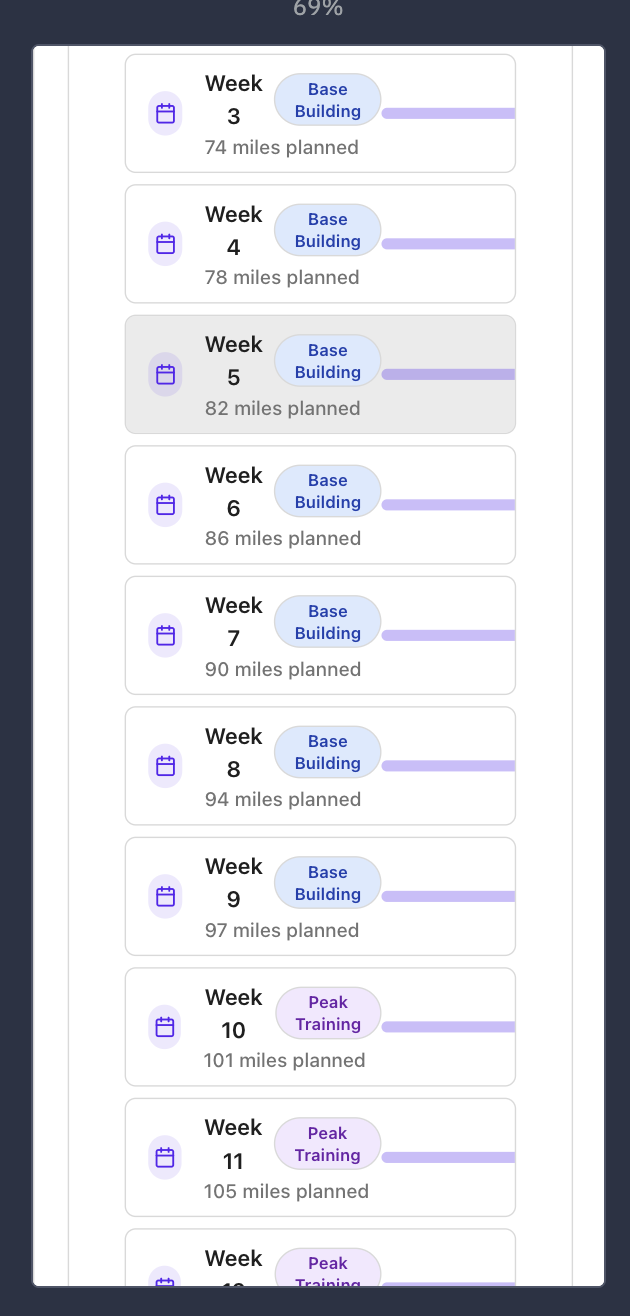 69%
Week
3
Base
Building
74 miles planned
Week
4
Base
Building
78 miles planned
Week
5
Base
Building
82 miles planned
Week
6
Base
Building
86 miles planned
Week
7
Base
Building
90 miles planned
Week
8
Base
Building
94 miles planned
Week
9
Base
Building
97 miles planned
Week
10
Peak
Training
101 miles planned
Week
11
Peak
Training
105 miles planned
Week
Peak
Training